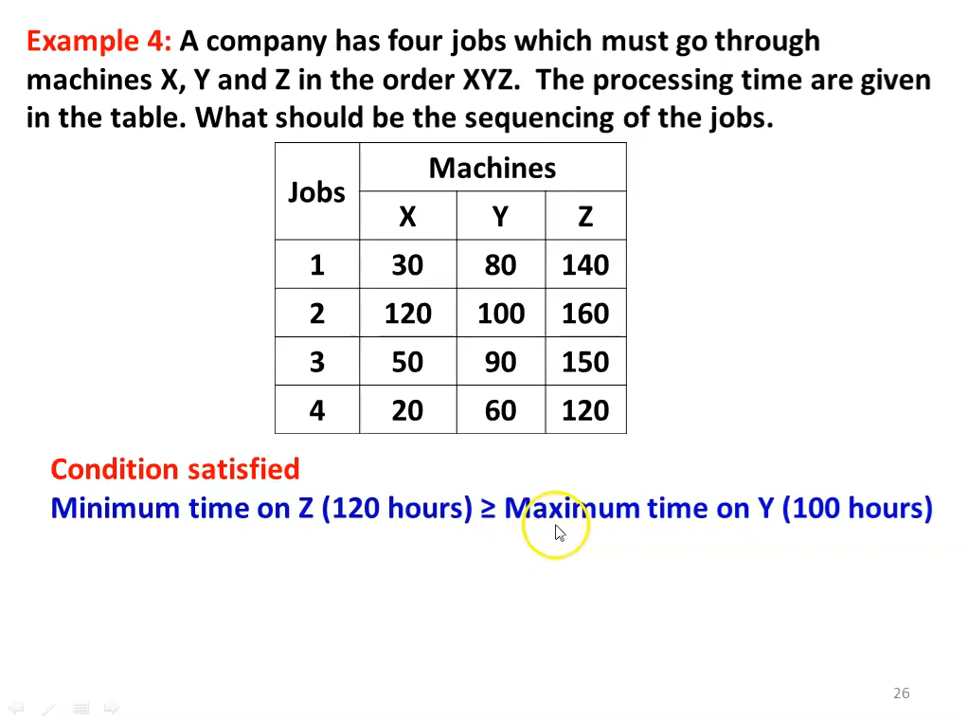 Example 4: A company has four jobs which must go through
machines X, Y and Z in the order XYZ. The processing time are given
in the table. What should be the sequencing of the jobs.
Jobs Machines
X Y Z
1 30 80 140
2 120 100 160
3 50 90 150
4 20 60 120
Condition satisfied
Minimum time on Z (120 hours) ≥ Maximum time on Y (100 hours)
26